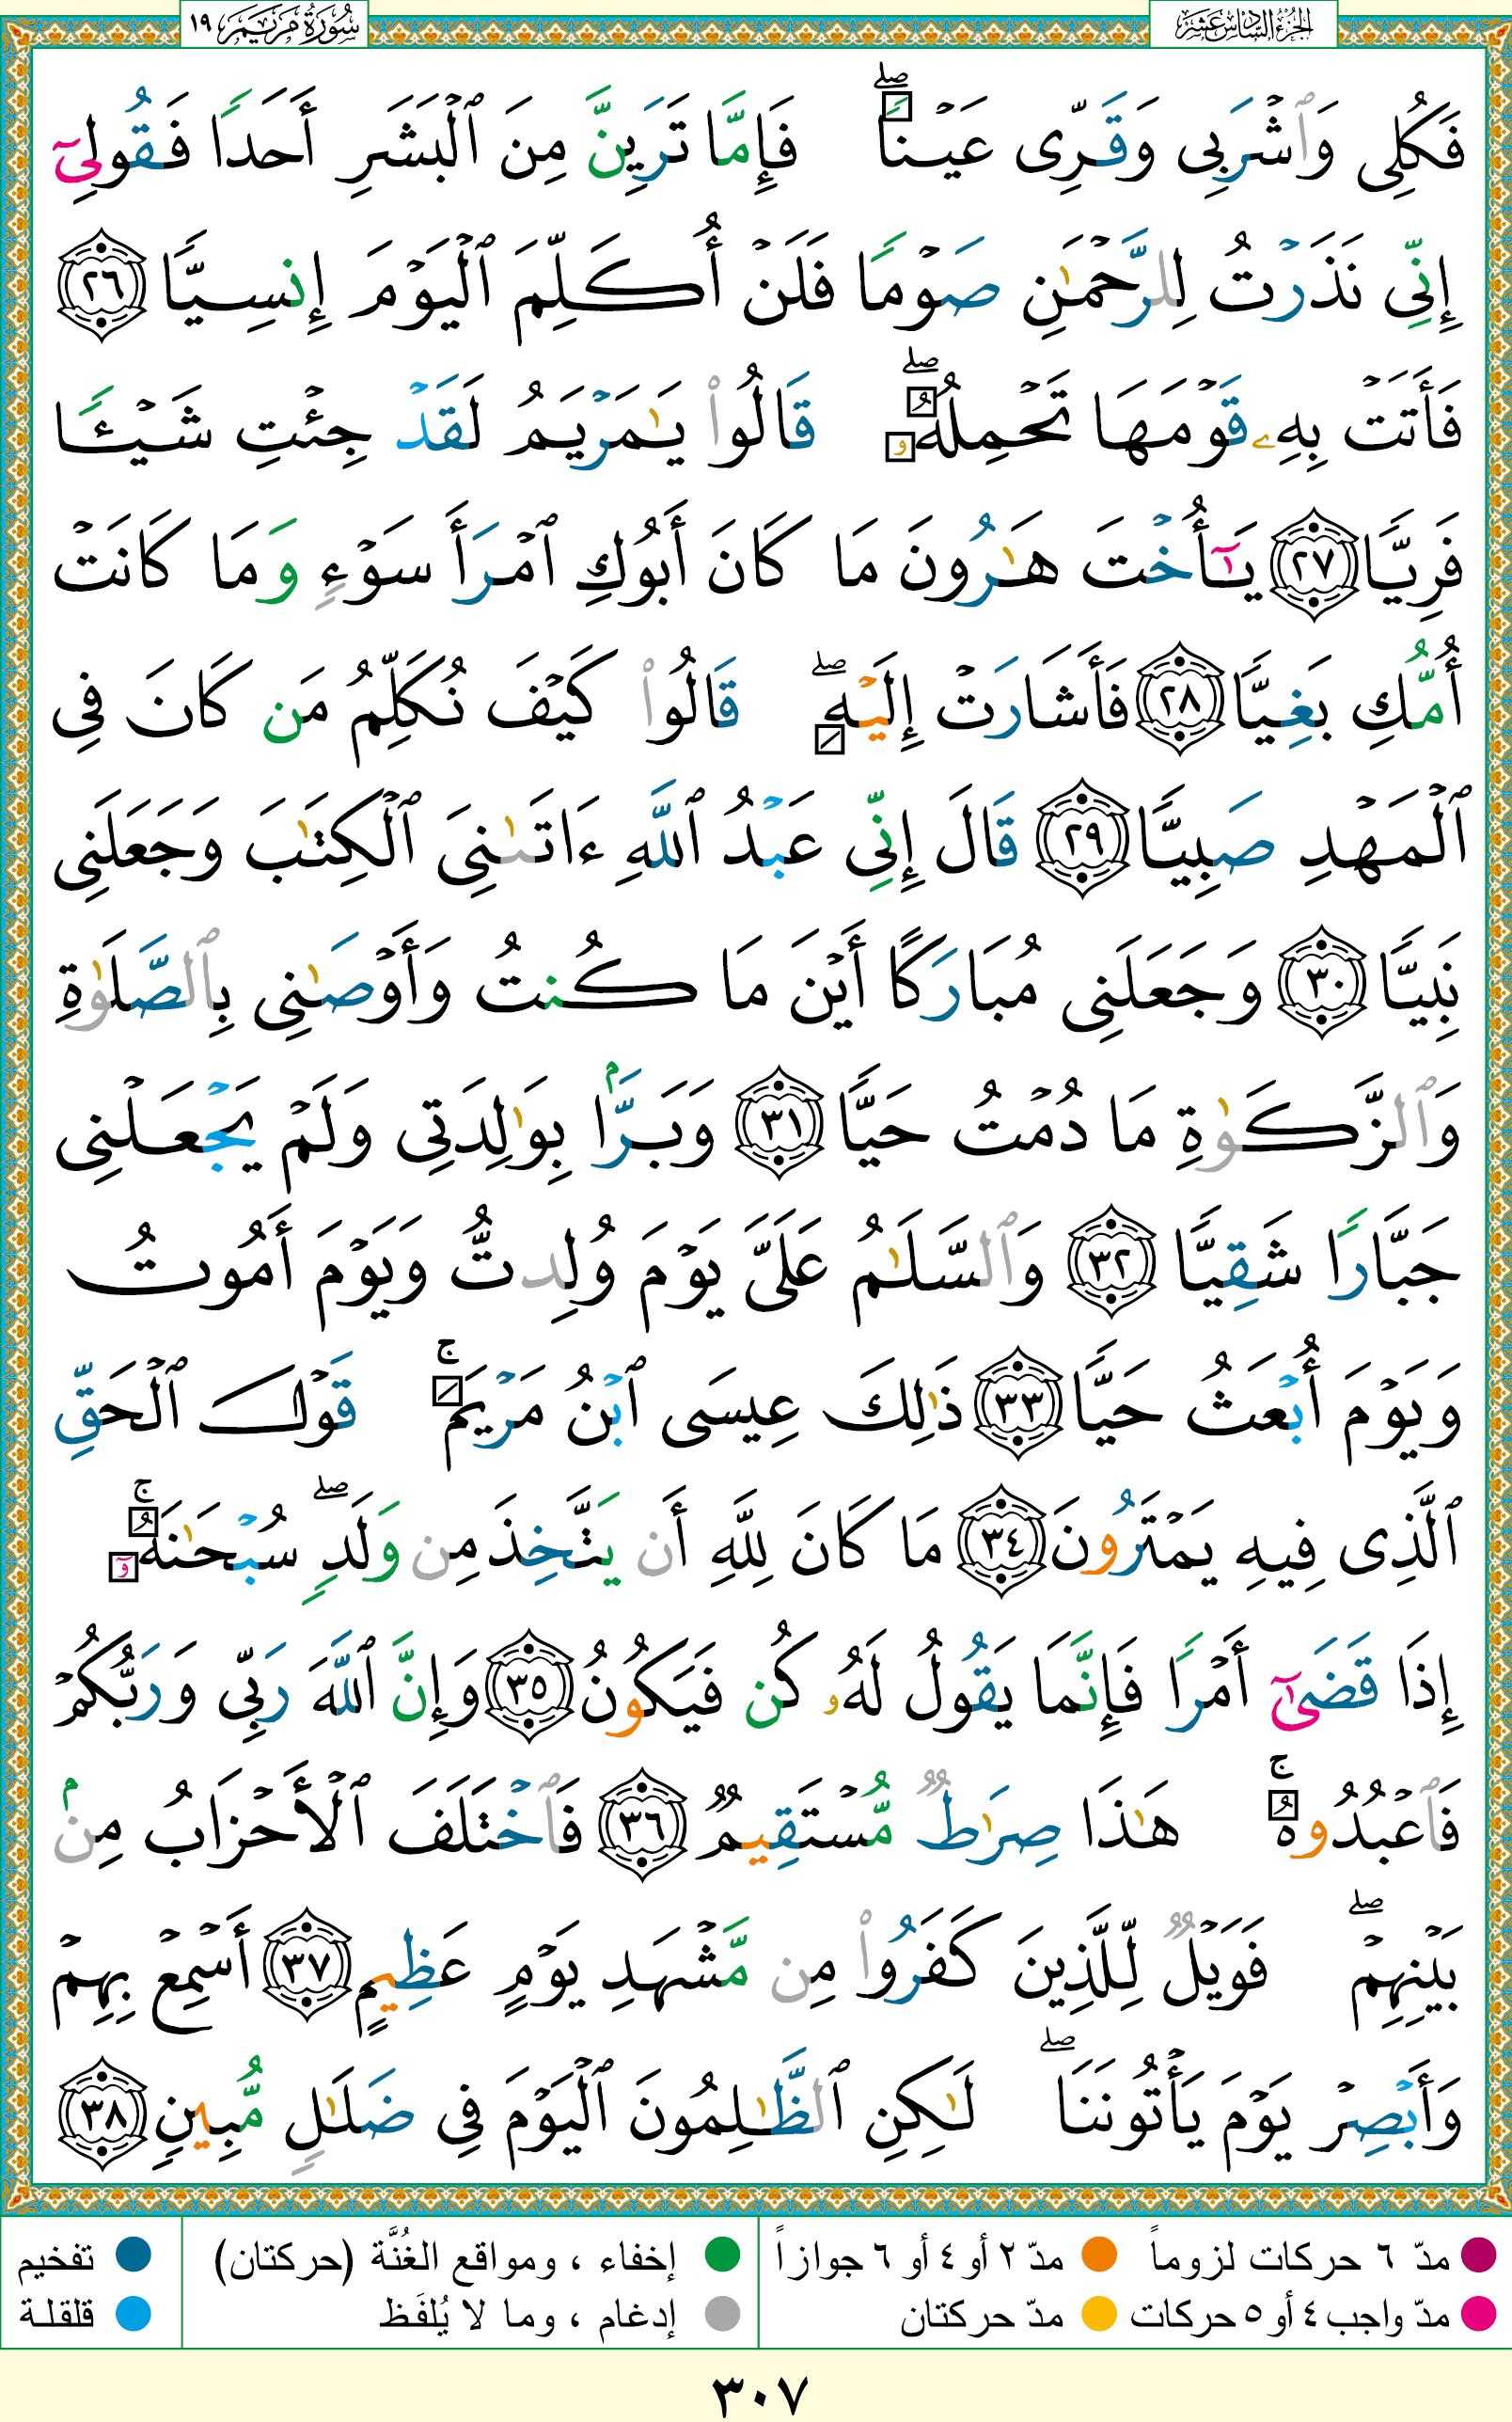 الجزء السادس عشر
سُورَةُ مَرْيَمَ ١٩
فَكُلِى وَٱشْرَبِى وَقَرِّى عَيْنًاۖ فَإِمَّا تَرَيِنَّ مِنَ ٱلْبَشَرِ أَحَدًا فَقُولِىٓ
إِنِّى نَذَرْتُ لِلرَّحْمَـٰنِ صَوْمًا فَلَنْ أُكَلِّمَ ٱلْيَوْمَ إِنسِيًّا ٢٦
فَأَتَتْ بِهِۦ قَوْمَهَا تَحْمِلُهُۥۖ قَالُوا۟ يَـٰمَرْيَمُ لَقَدْ جِئْتِ شَيْـًٔا
فَرِيًّا ٢٧ يَـٰٓأُخْتَ هَـٰرُونَ مَا كَانَ أَبُوكِ ٱمْرَأَ سَوْءٍ وَمَا كَانَتْ
أُمُّكِ بَغِيًّا ٢٨ فَأَشَارَتْ إِلَيْهِۖ قَالُوا۟ كَيْفَ نُكَلِّمُ مَن كَانَ فِى
ٱلْمَهْدِ صَبِيًّا ٢٩ قَالَ إِنِّى عَبْدُ ٱللَّهِ ءَاتَىٰنِىَ ٱلْكِتَـٰبَ وَجَعَلَنِى
نَبِيًّا ٣٠ وَجَعَلَنِى مُبَارَكًا أَيْنَ مَا كُنتُ وَأَوْصَـٰنِى بِٱلصَّلَوٰةِ
وَٱلزَّكَوٰةِ مَا دُمْتُ حَيًّا ٣١ وَبَرًّۢا بِوَٰلِدَتِى وَلَمْ يَجْعَلْنِى
جَبَّارًا شَقِيًّا ٣٢ وَٱلسَّلَـٰمُ عَلَىَّ يَوْمَ وُلِدتُّ وَيَوْمَ أَمُوتُ
وَيَوْمَ أُبْعَثُ حَيًّا ٣٣ ذَٰلِكَ عِيسَى ٱبْنُ مَرْيَمَۚ قَوْلَ ٱلْحَقِّ
ٱلَّذِى فِيهِ يَمْتَرُونَ ٣٤ مَا كَانَ لِلَّهِ أَن يَتَّخِذَ مِن وَلَدٍۖ سُبْحَـٰنَهُۥٓۚ
إِذَا قَضَىٰٓ أَمْرًا فَإِنَّمَا يَقُولُ لَهُۥ كُن فَيَكُونُ ٣٥ وَإِنَّ ٱللَّهَ رَبِّى وَرَبُّكُمْ
فَٱعْبُدُوهُۚ هَـٰذَا صِرَٰطٌ مُّسْتَقِيمٌ ٣٦ فَٱخْتَلَفَ ٱلْأَحْزَابُ مِنۢ
بَيْنِهِمْۖ فَوَيْلٌ لِّلَّذِينَ كَفَرُوا۟ مِن مَّشْهَدِ يَوْمٍ عَظِيمٍ ٣٧ أَسْمِعْ بِهِمْ
وَأَبْصِرْ يَوْمَ يَأْتُونَنَاۖ لَـٰكِنِ ٱلظَّـٰلِمُونَ ٱلْيَوْمَ فِى ضَلَـٰلٍ مُّبِينٍ ٣٨
مدّ ٦ حركات لزوماً
مدّ ٢ أو ٤ أو ٦ جوازاً
إخفاء ، ومواقع الغُنَّة (حركتان)
تفخيم
مدّ واجب ٤ أو ٥ حركات
مدّ حركتان
إدغام ، وما لا يُلفَظ
قلقلة
٣٠٧